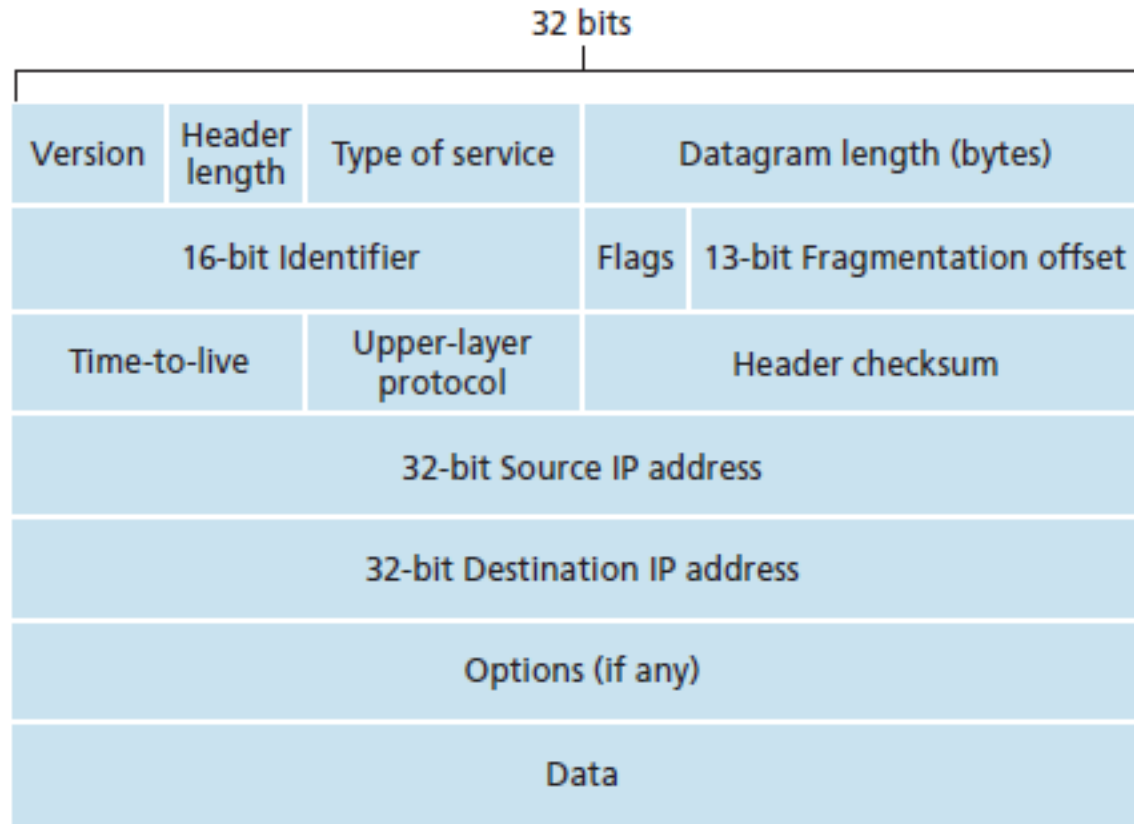 32 bits
Version
Header
length
Type of service
Datagram length (bytes)
16-bit Identifier
Flags
13-bit Fragmentation offset
Time-to-live
Upper-layer
protocol
Header checksum
32-bit Source IP address
32-bit Destination IP address
Options (if any)
Data